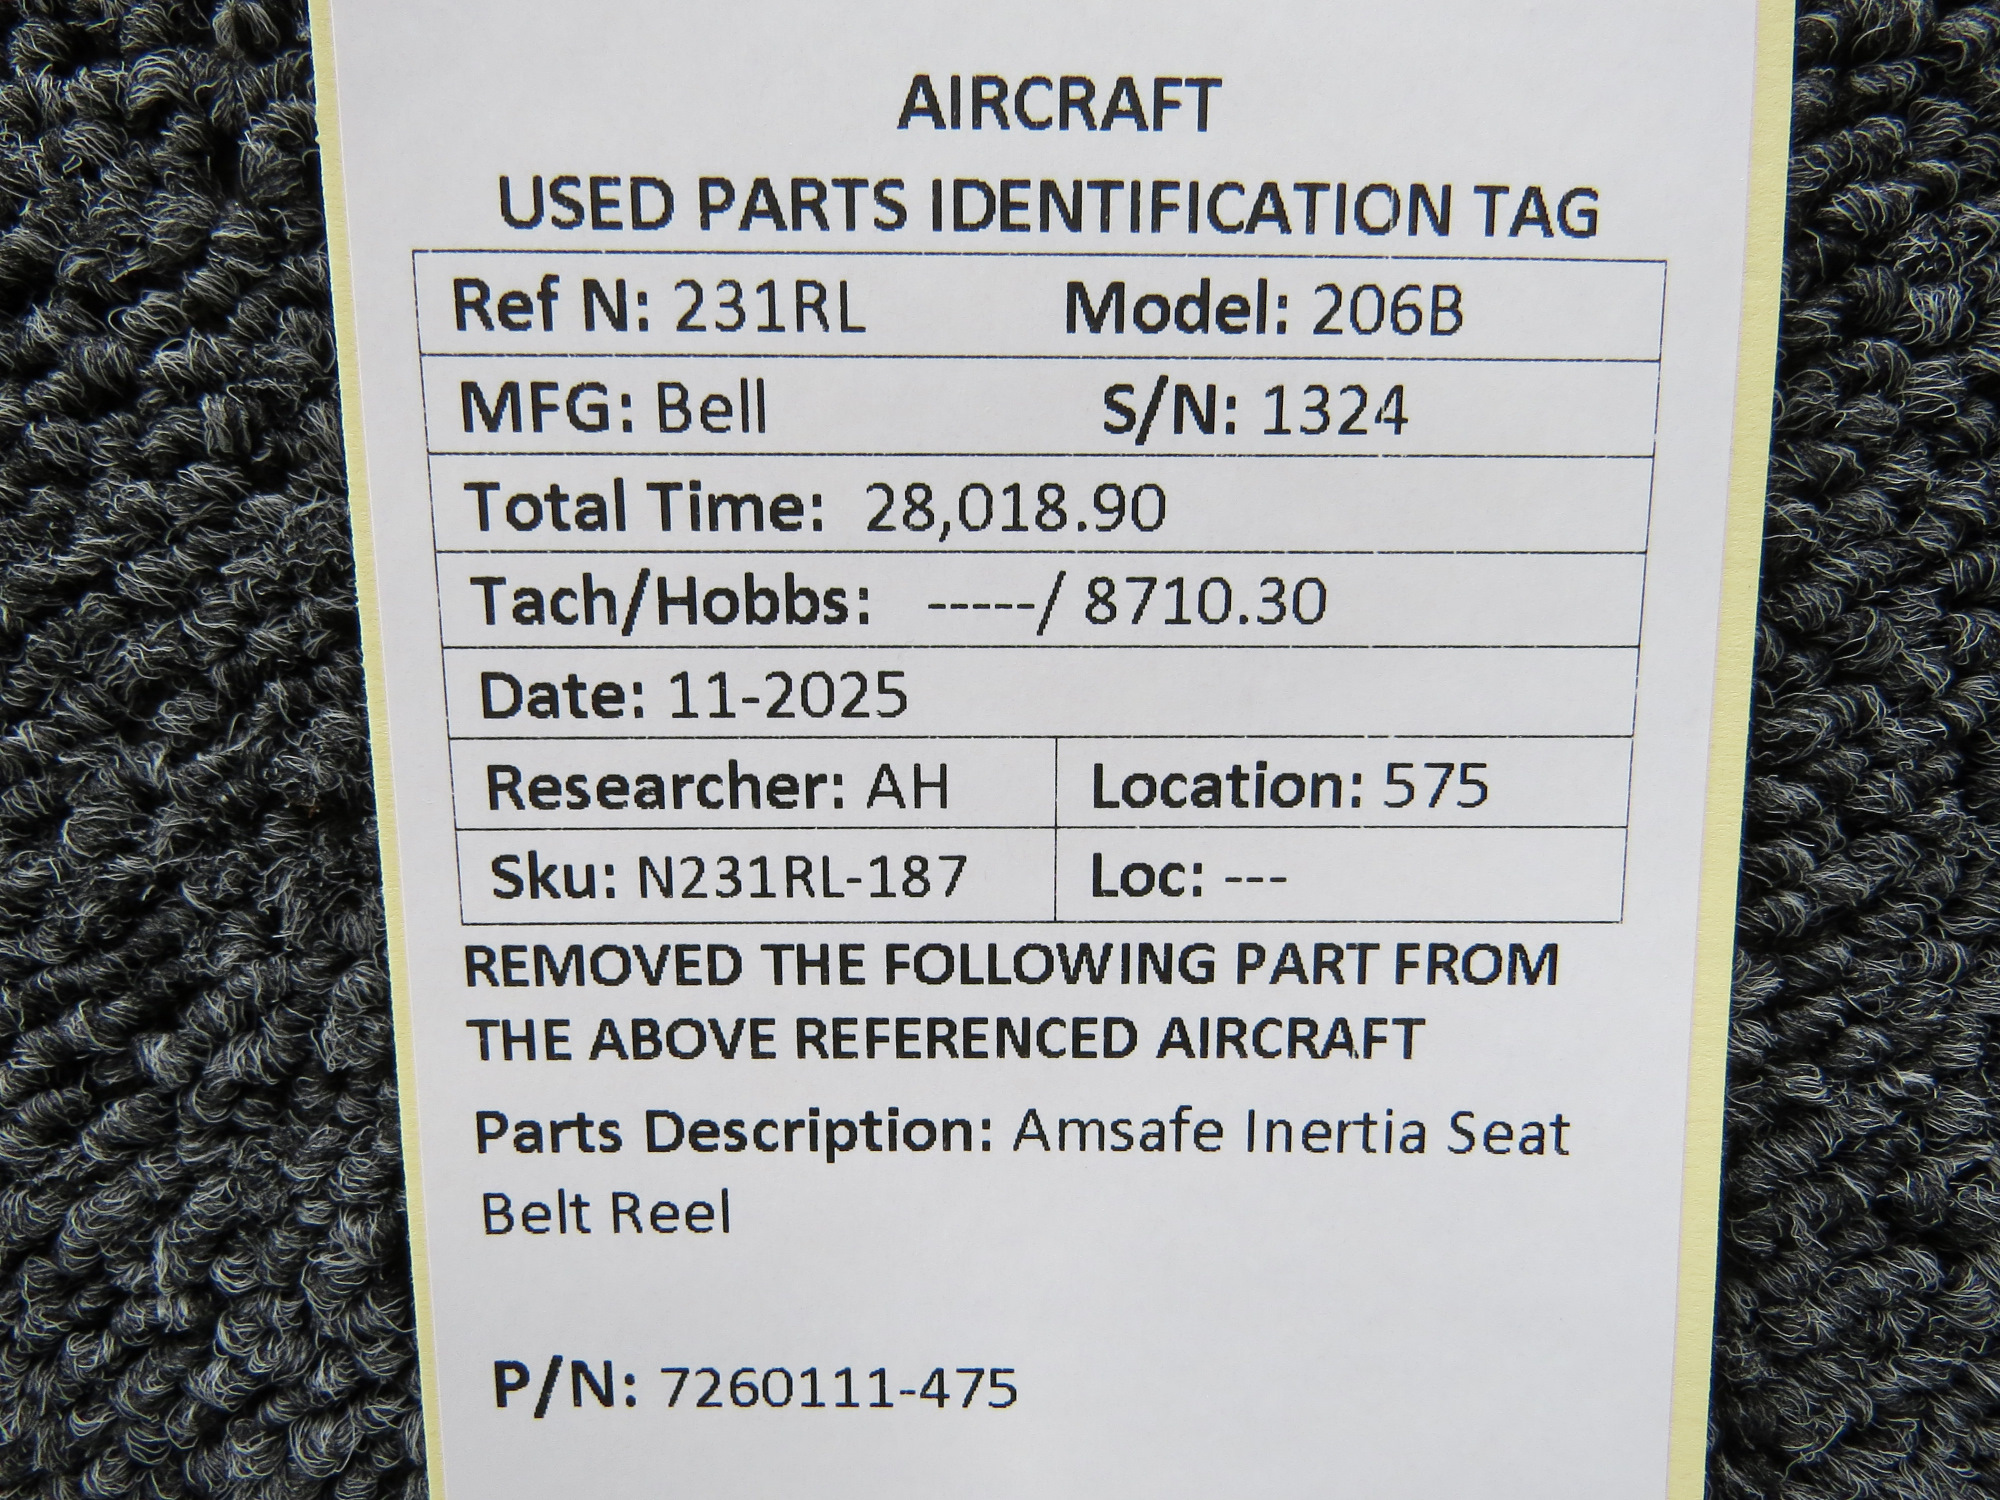 AIRCRAFT
USED PARTS IDENTIFICATION TAG
Ref N: 231RL Model: 206B
MFG: Bell S/N: 1324
Total Time: 28,018.90
Tach/Hobbs: -----/ 8710.30
Date: 11-2025
Researcher: AH Location: 575
Sku: N231RL-187 Loc: ---
REMOVED THE FOLLOWING PART FROM
THE ABOVE REFERENCED AIRCRAFT
Parts Description: Amsafe Inertia Seat
Belt Reel
P/N: 7260111-475